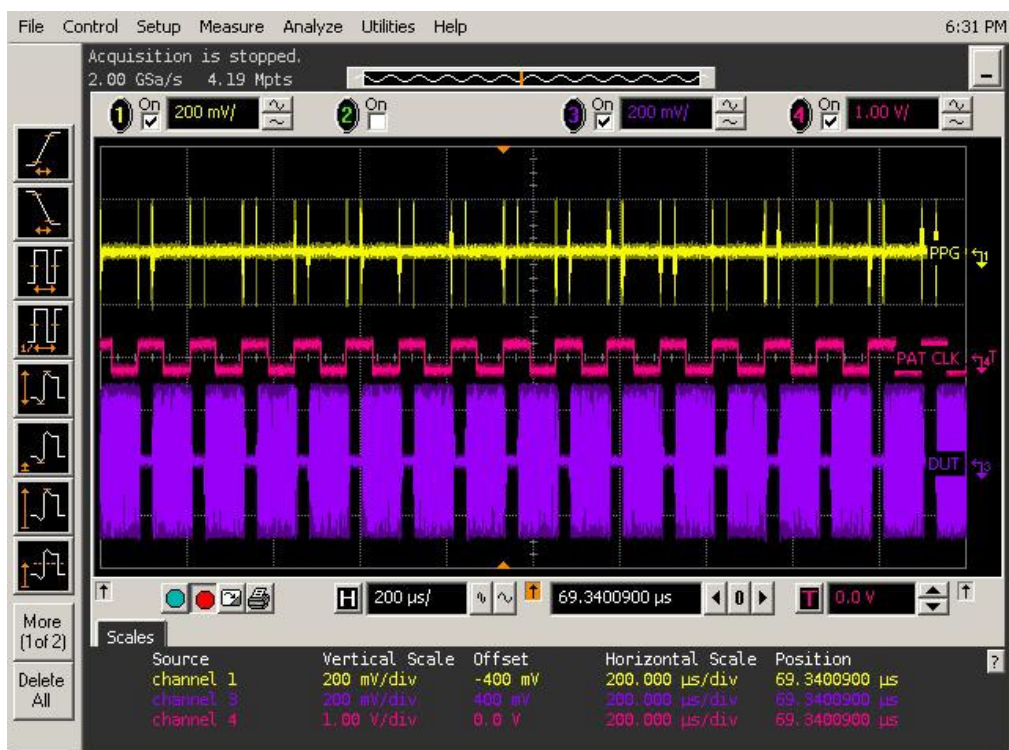 File Control Setup Measure Analyze Utilities Help 6:31 PM
Acquisition is stopped.
2.00 GSa/s 4.19 Mpts
1 On 200 mV/ 2 On 3 On 200 mV/ 4 On 1.00 V/
PPG 1
PAT CLK T
DUT 3
H 200 µs/ 69.3400900 µs 0 T 0.0 V
More
(1 of 2)
Delete
All
Scales
Source Vertical Scale Offset Horizontal Scale Position
channel 1 200 mV/div -400 mV 200.000 µs/div 69.3400900 µs
channel 3 200 mV/div 400 mV 200.000 µs/div 69.3400900 µs
channel 4 1.00 V/div 0.0 V 200.000 µs/div 69.3400900 µs
?